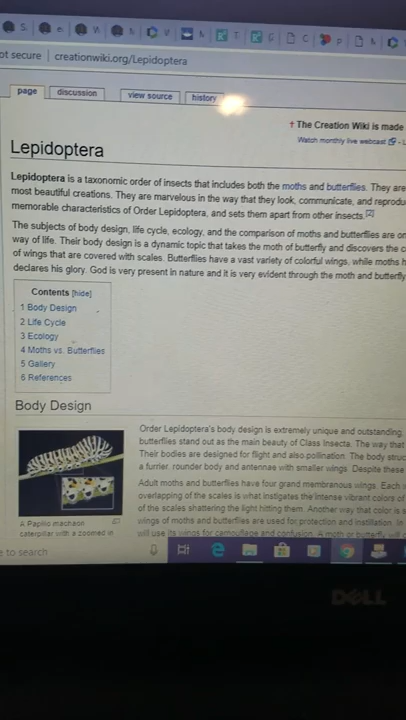 ot secure | creationwiki.org/Lepidoptera
page discussion view source history
† The Creation Wiki is made
Watch monthly live webcast - L
Lepidoptera
Lepidoptera is a taxonomic order of insects that includes both the moths and butterflies. They are
most beautiful creations. They are marvelous in the way that they look, communicate, and reprodu
memorable characteristics of Order Lepidoptera, and sets them apart from other insects.[2]
The subjects of body design, life cycle, ecology, and the comparison of moths and butterflies are on
way of life. Their body design is a dynamic topic that takes the moth of butterfly and discovers the c
of wings that are covered with scales. Butterflies have a vast variety of colorful wings, while moths h
declares his glory. God is very present in nature and it is very evident through the moth and butterfly
Contents [hide]
1 Body Design
2 Life Cycle
3 Ecology
4 Moths vs. Butterflies
5 Gallery
6 References
Body Design
Order Lepidoptera's body design is extremely unique and outstanding
butterflies stand out as the main beauty of Class Insecta. The way that
Their bodies are designed for flight and also pollination. The body struc
a furrier, rounder body and antennae with smaller wings. Despite these
Adult moths and butterflies have four grand membranous wings. Each
overlapping of the scales is what instigates the intense vibrant colors of
of the scales shattering the light hitting them. Another way that color is
wings of moths and butterflies are used for protection and instillation. In
will use its wings for camouflage and confusion. A moth or butterfly will
A Papilio machaon
caterpillar with a zoomed in
e to search
DELL